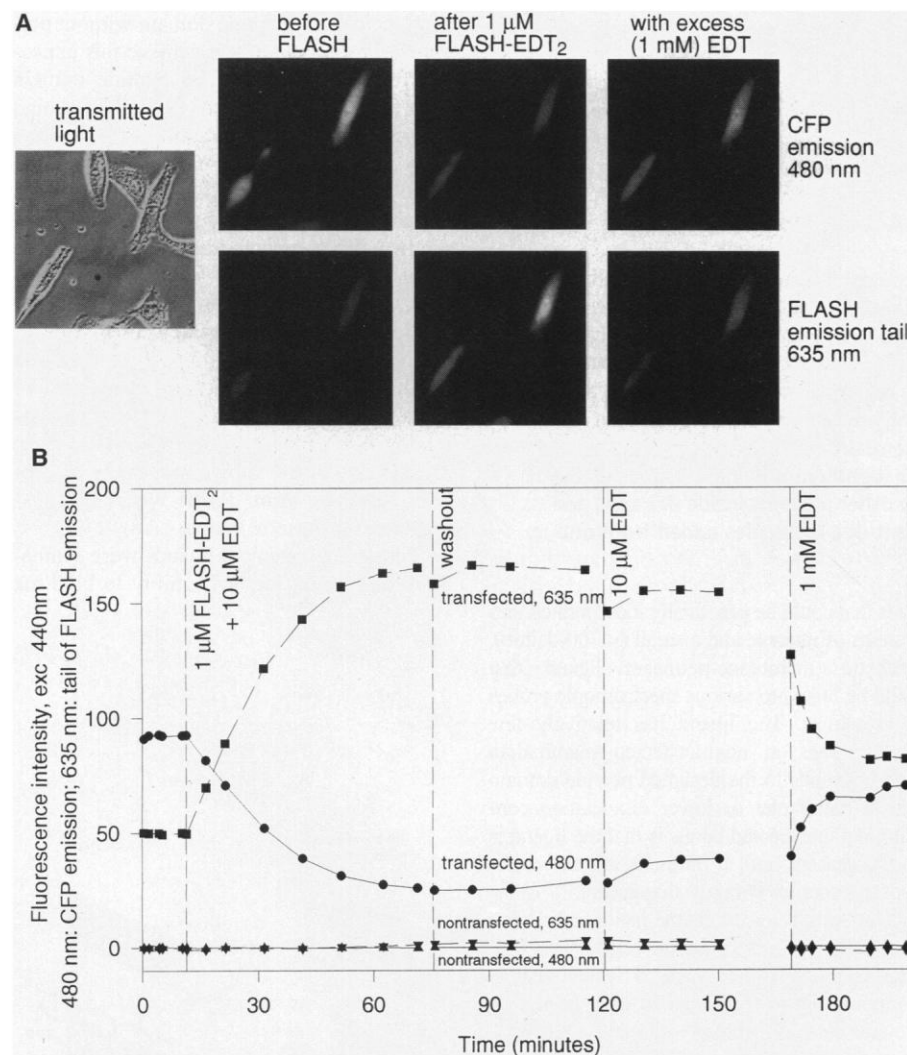 A
before
FLASH
after 1 μM
FLASH-EDT2
with excess
(1 mM) EDT
transmitted
light
CFP
emission
480 nm
FLASH
emission tail
635 nm
B
Fluorescence intensity, exc. 440nm
480 nm: CFP emission; 635 nm: tail of FLASH emission
200
150
100
50
0
1 μM FLASH-EDT2
+ 10 μM EDT
washout
10 μM EDT
1 mM EDT
transfected, 635 nm
transfected, 480 nm
nontransfected, 635 nm
nontransfected, 480 nm
0
30
60
90
120
150
180
Time (minutes)